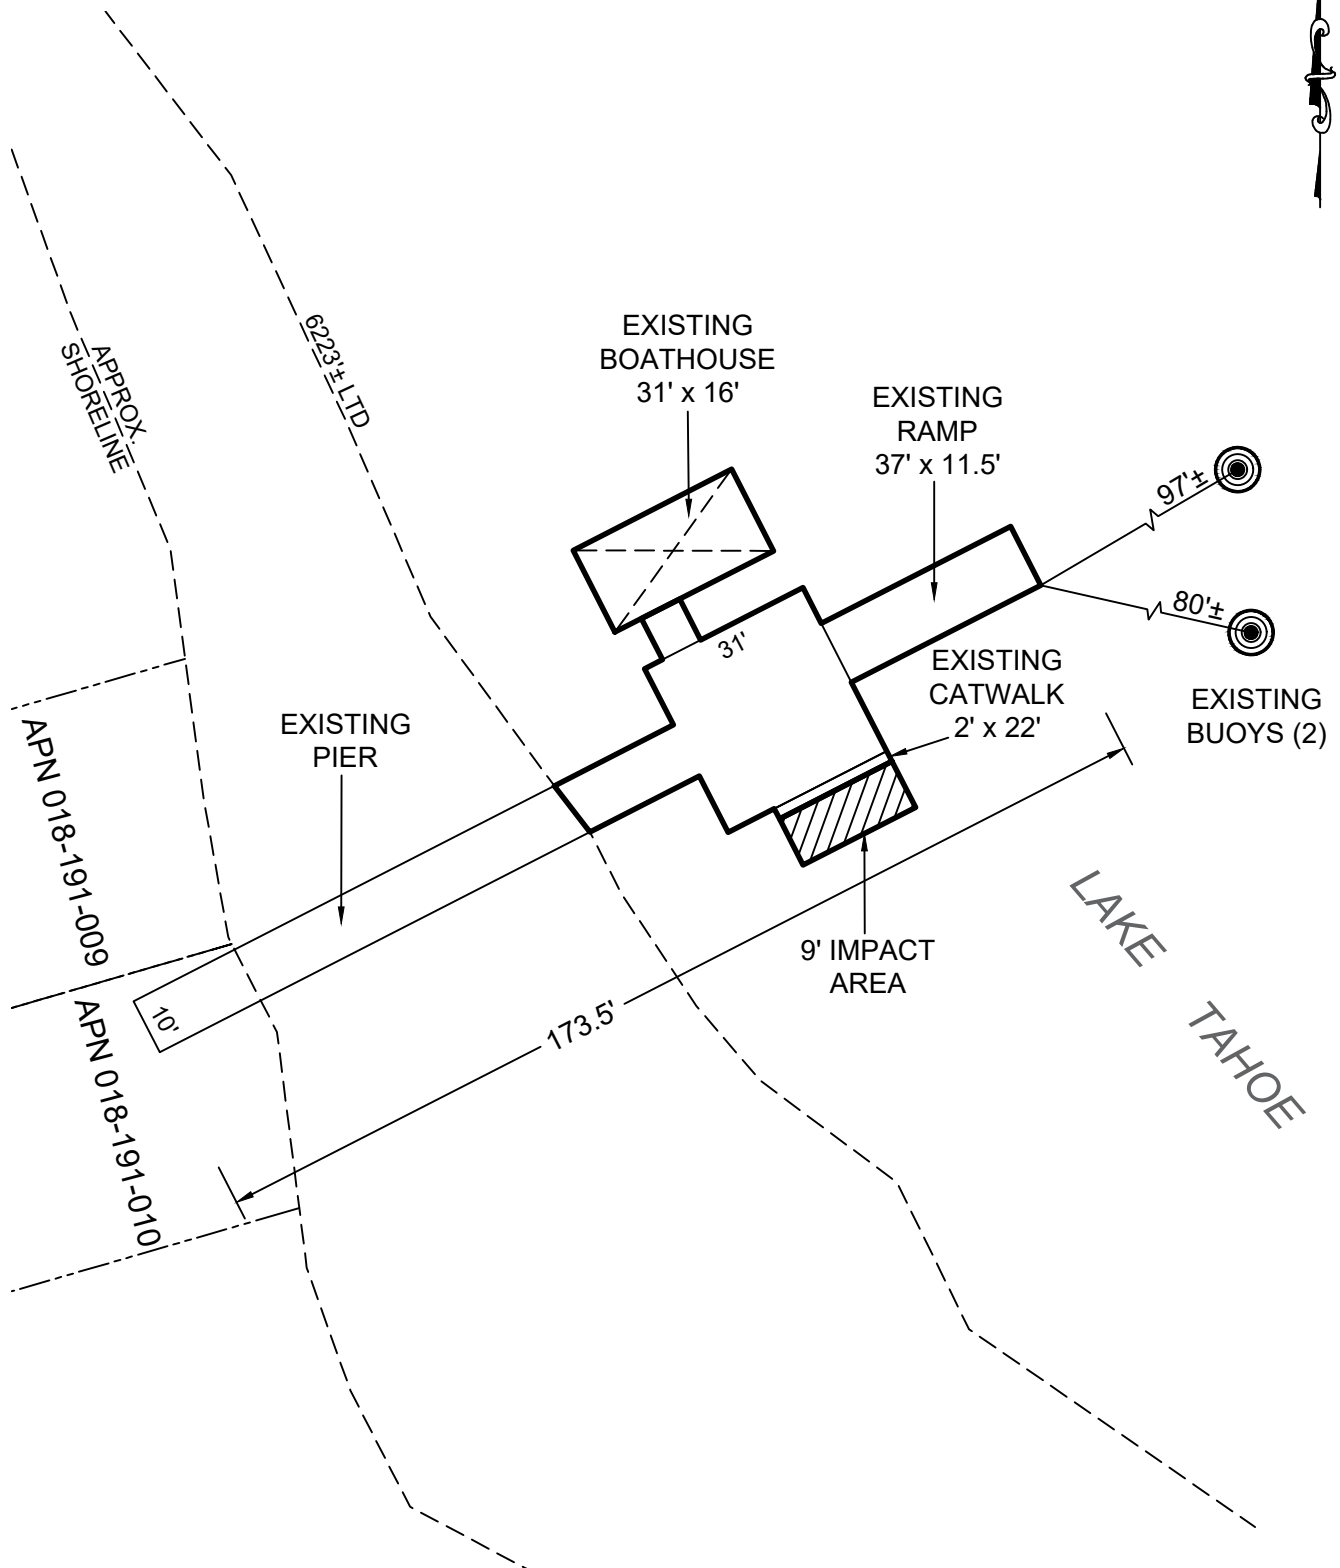 APPROX.
SHORELINE
6223'± LTD
EXISTING
BOATHOUSE
31' x 16'
EXISTING
RAMP
37' x 11.5'
97'±
80'±
EXISTING
BUOYS (2)
31'
EXISTING
CATWALK
2' x 22'
EXISTING
PIER
APN 018-191-009
9' IMPACT
AREA
10'
173.5'
APN 018-191-010
LAKE TAHOE